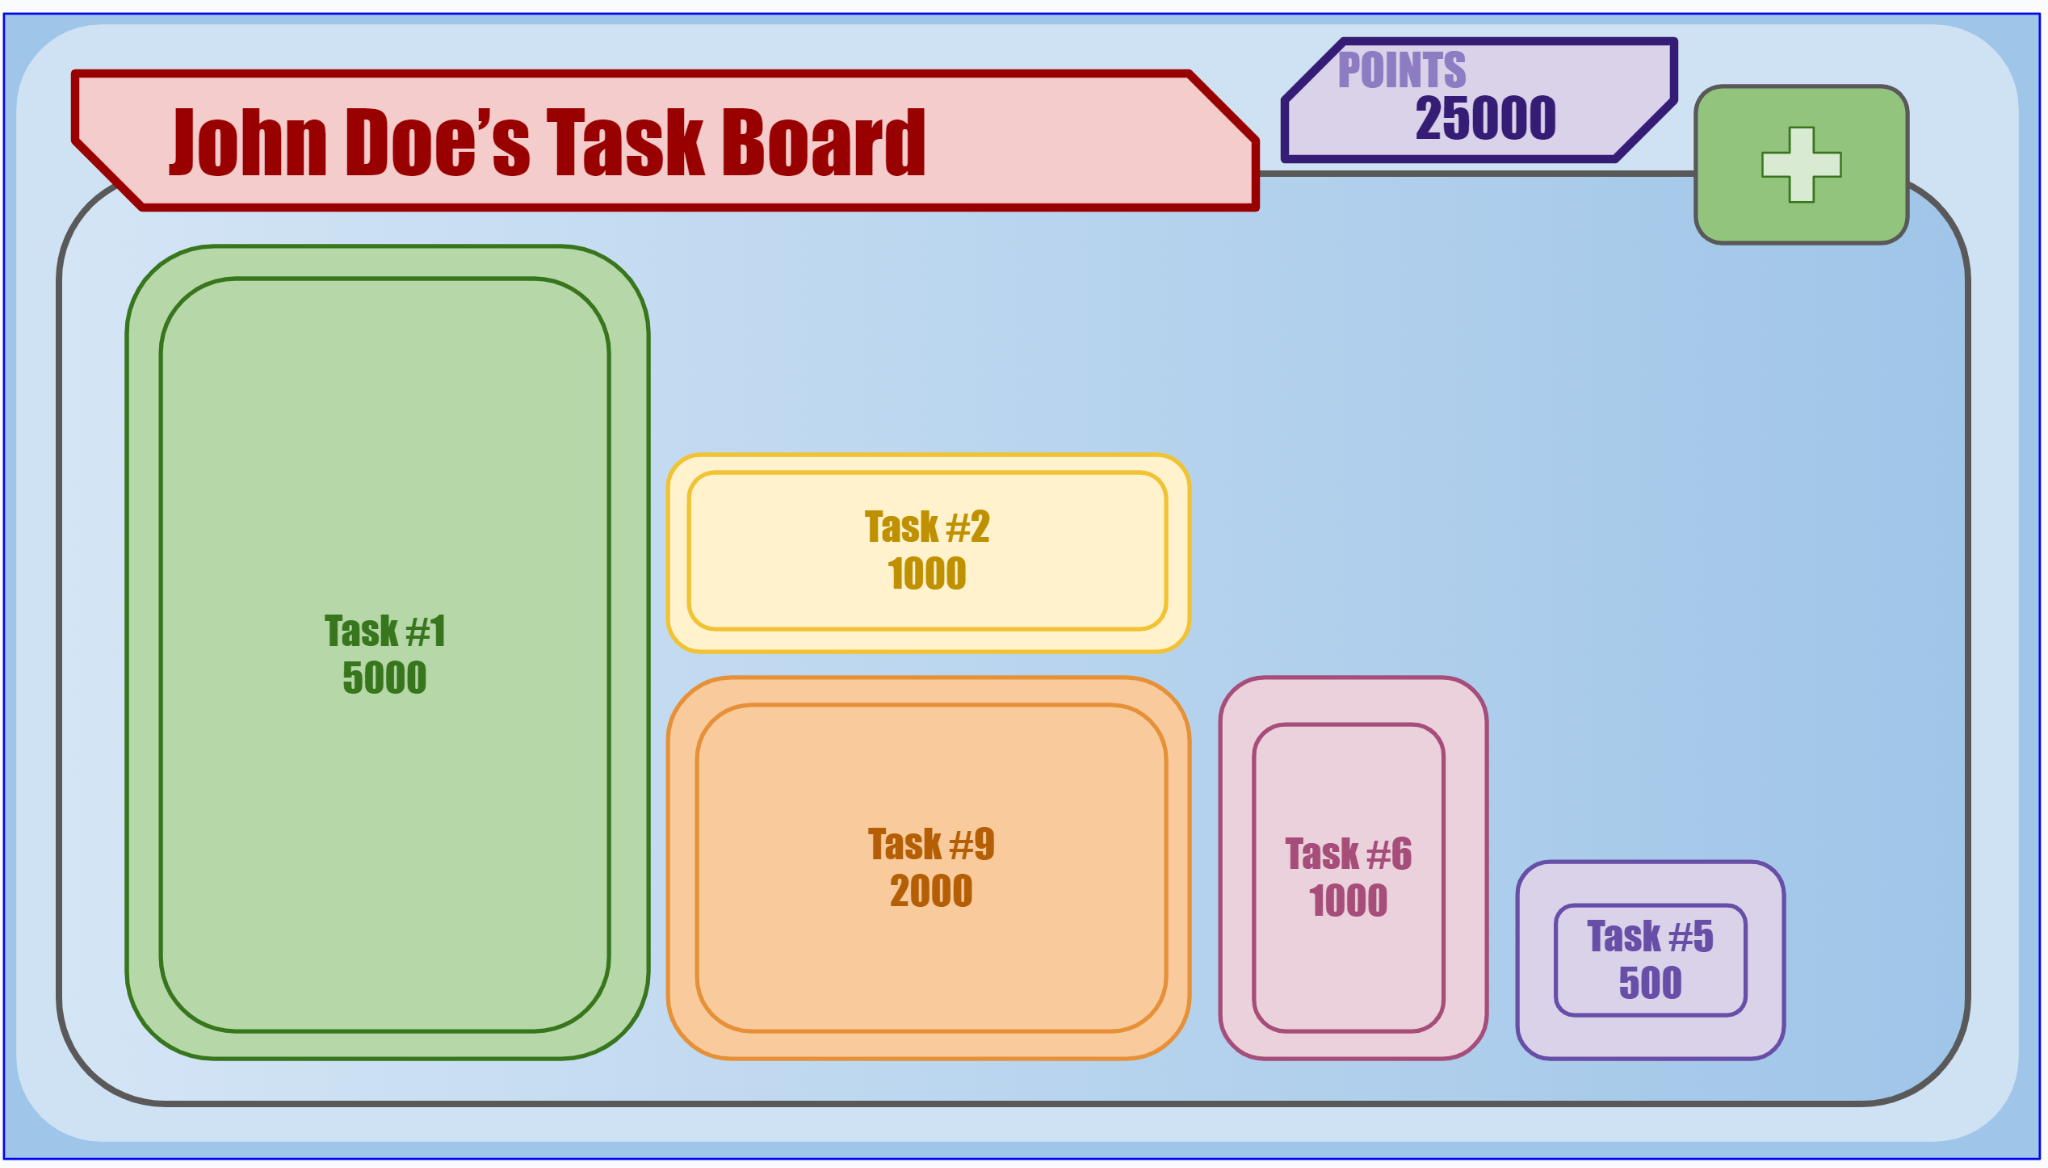 John Doe’s Task Board
POINTS
25000
Task #1
5000
Task #2
1000
Task #9
2000
Task #6
1000
Task #5
500